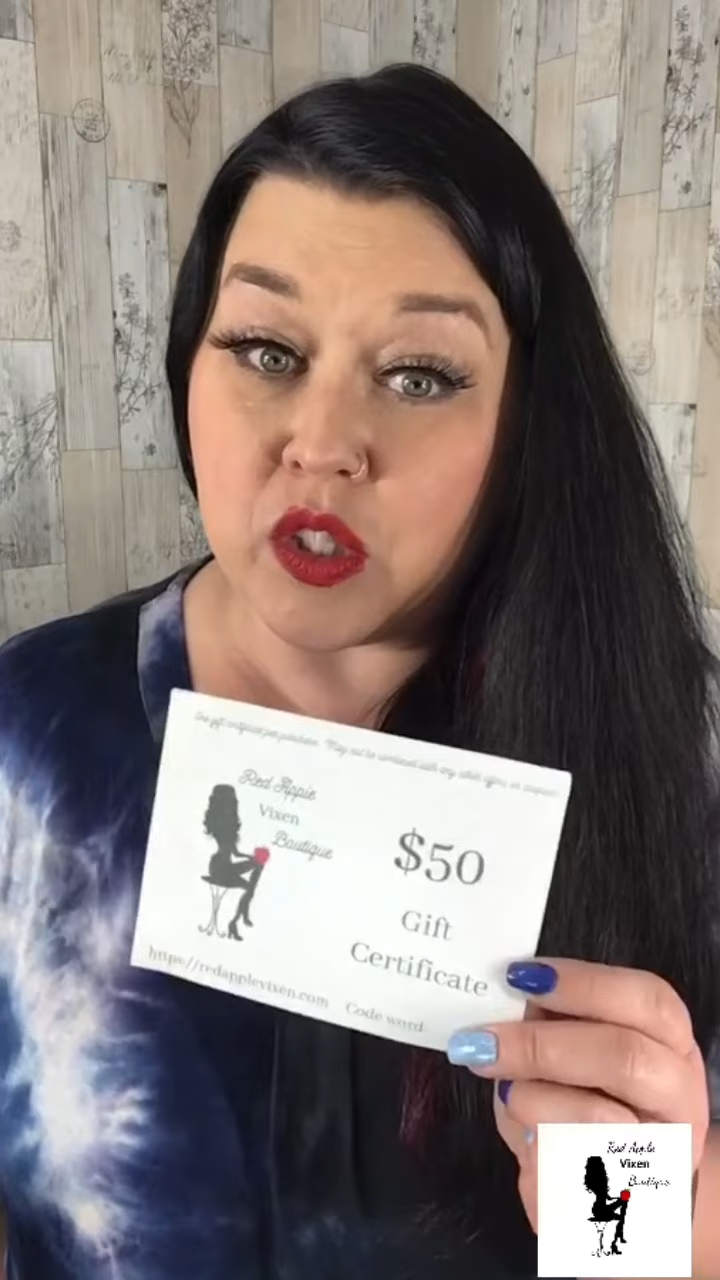 One gift certificate per purchase. May not be combined with any other offers or coupons
Red Apple
Vixen
Boutique
$50
Gift
Certificate
https://redapplevixen.com Code word
Red Apple
Vixen
Boutique